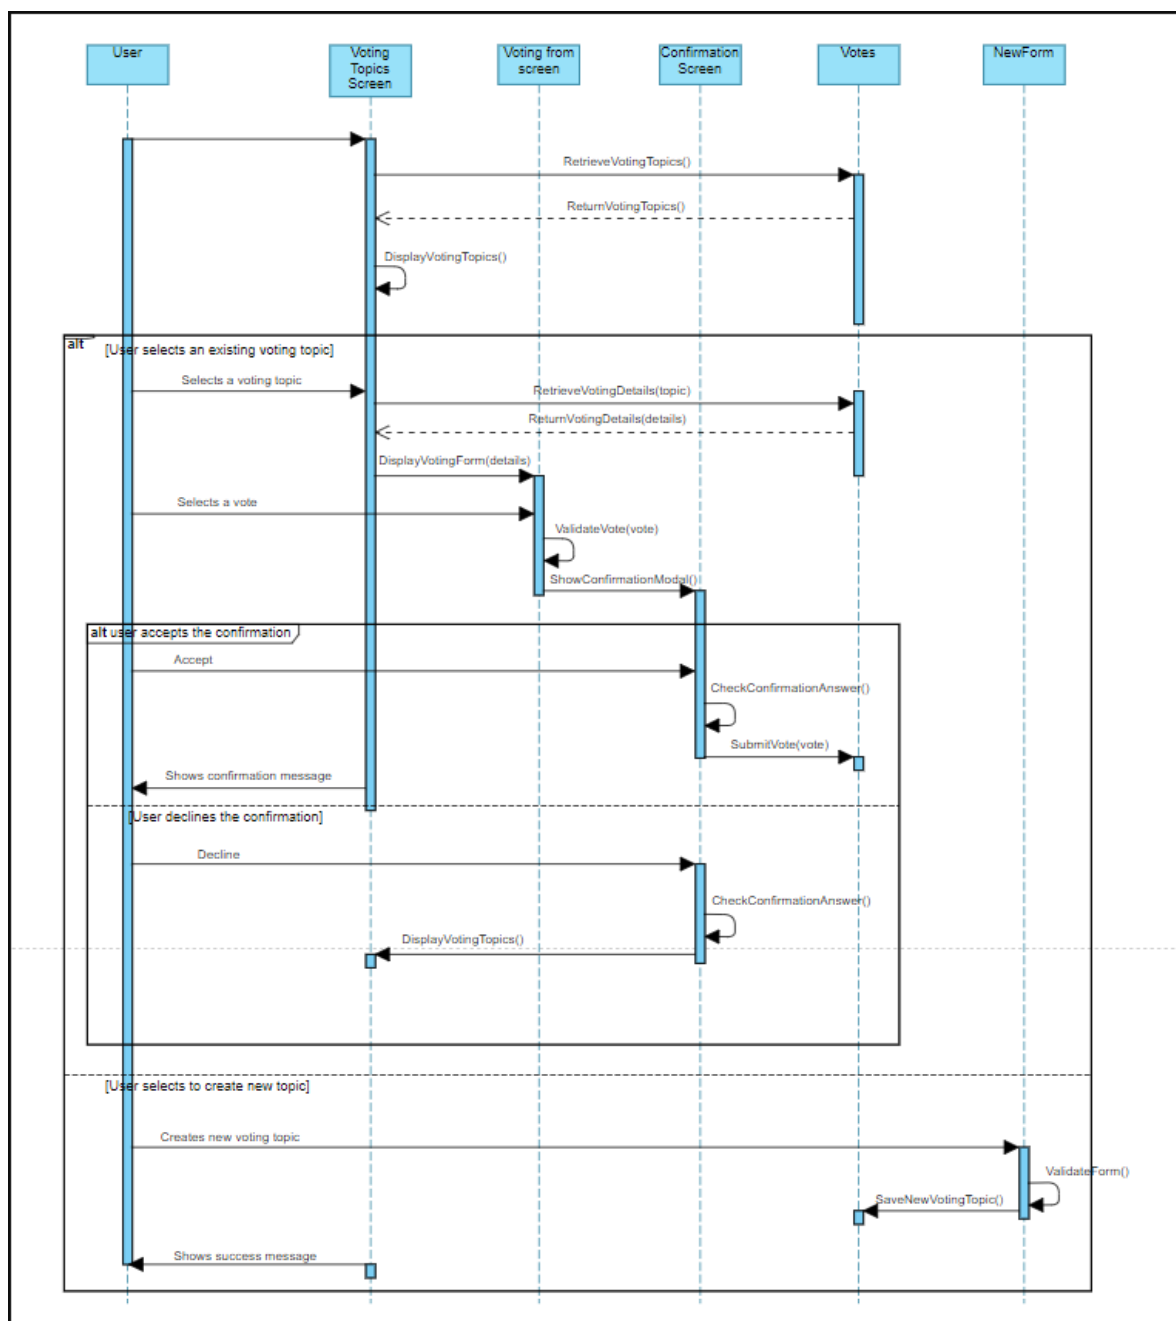 User
Voting
Topics
Screen
Voting from
screen
Confirmation
Screen
Votes
NewForm
RetrieveVotingTopics()
ReturnVotingTopics()
DisplayVotingTopics()
alt
[User selects an existing voting topic]
Selects a voting topic
RetrieveVotingDetails(topic)
ReturnVotingDetails(details)
DisplayVotingForm(details)
Selects a vote
ValidateVote(vote)
ShowConfirmationModal()
alt user accepts the confirmation
Accept
CheckConfirmationAnswer()
SubmitVote(vote)
Shows confirmation message
[User declines the confirmation]
Decline
CheckConfirmationAnswer()
DisplayVotingTopics()
[User selects to create new topic]
Creates new voting topic
ValidateForm()
SaveNewVotingTopic()
Shows success message